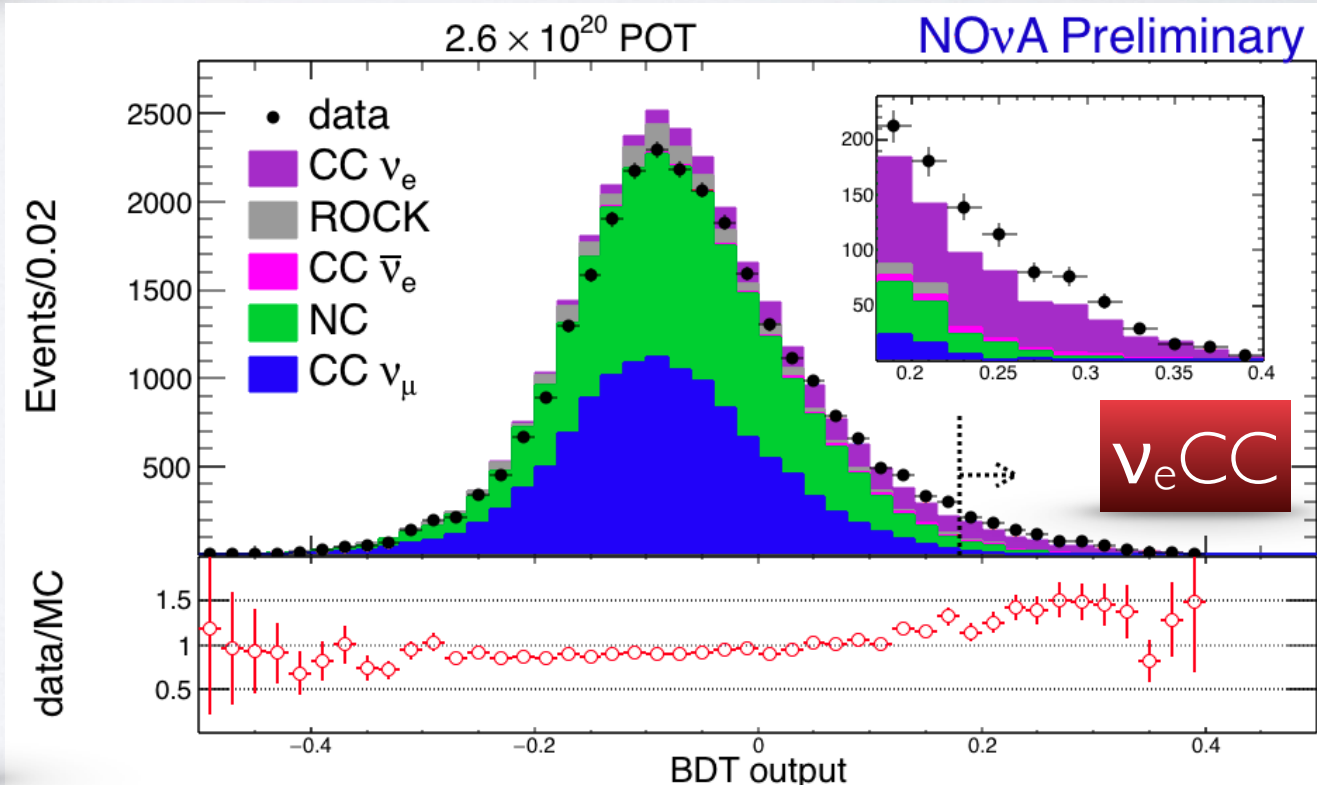 2.6 × 10²⁰ POT
NOνA Preliminary
Events/0.02
2500
2000
1500
1000
500
data
CC νₑ
ROCK
CC ν̅ₑ
NC
CC ν_μ
200
150
100
50
0.2
0.25
0.3
0.35
0.4
νₑCC
data/MC
1.5
1
0.5
−0.4
−0.2
0
0.2
0.4
BDT output